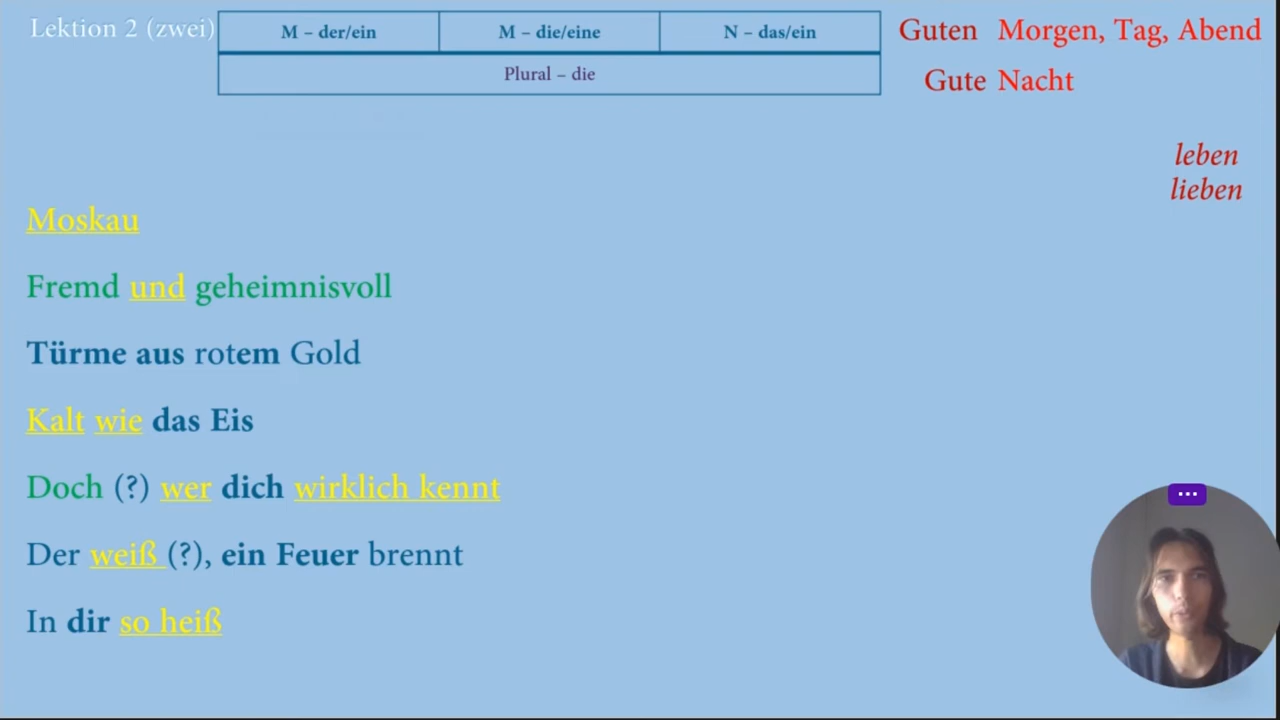 Lektion 2 (zwei)
M – der/ein
M – die/eine
N – das/ein
Plural – die
Guten Morgen, Tag, Abend
Gute Nacht
leben
lieben
Moskau
Fremd und geheimnisvoll
Türme aus rotem Gold
Kalt wie das Eis
Doch (?) wer dich wirklich kennt
Der weiß (?), ein Feuer brennt
In dir so heiß